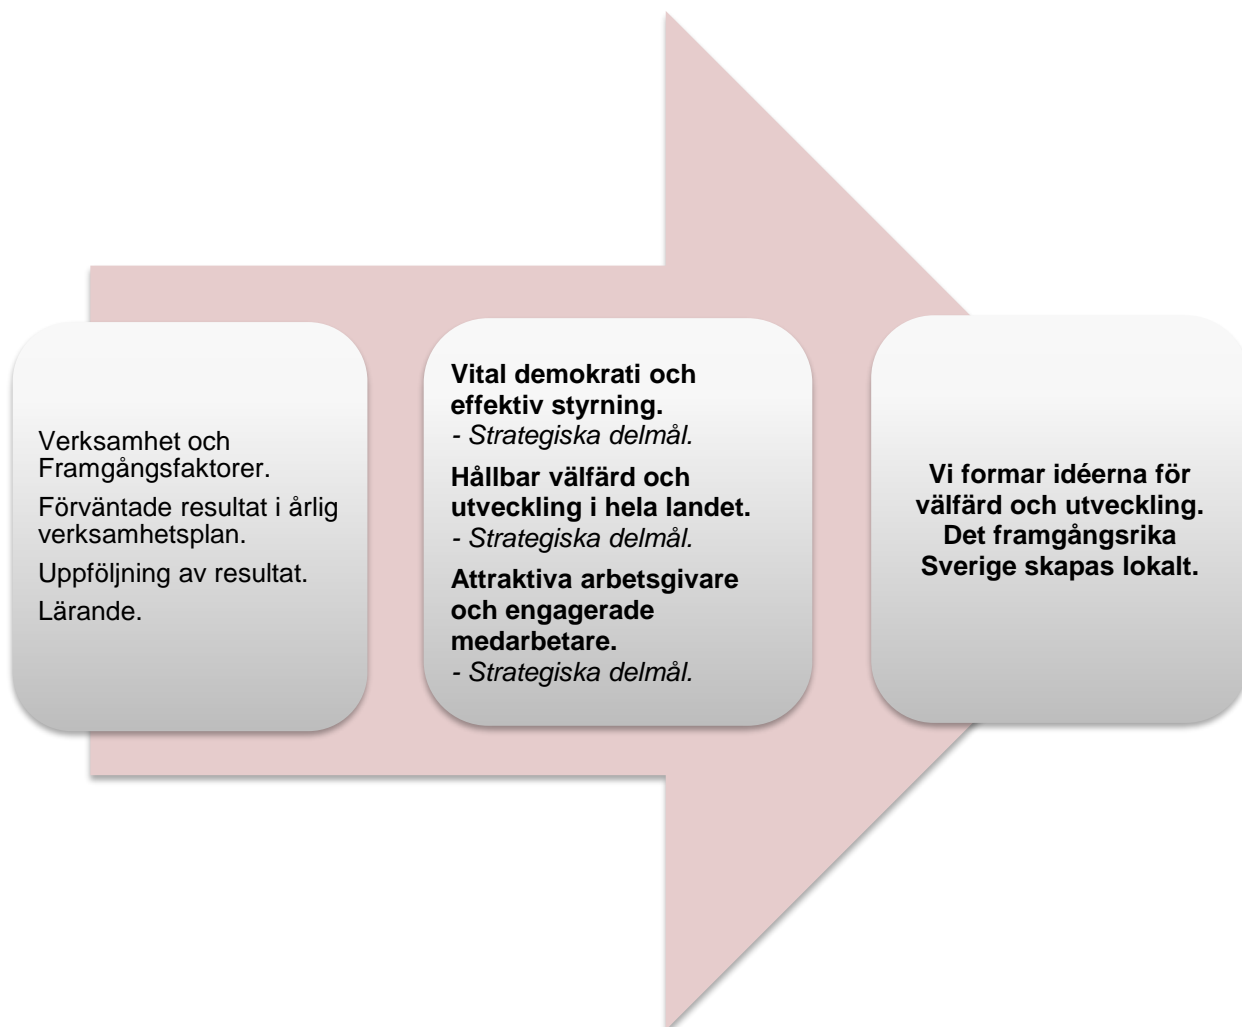 Verksamhet och
Framgångsfaktorer.
Förväntade resultat i årlig
verksamhetsplan.
Uppföljning av resultat.
Lärande.
Vital demokrati och
effektiv styrning.
- Strategiska delmål.
Hållbar välfärd och
utveckling i hela landet.
- Strategiska delmål.
Attraktiva arbetsgivare
och engagerade
medarbetare.
- Strategiska delmål.
Vi formar idéerna för
välfärd och utveckling.
Det framgångsrika
Sverige skapas lokalt.